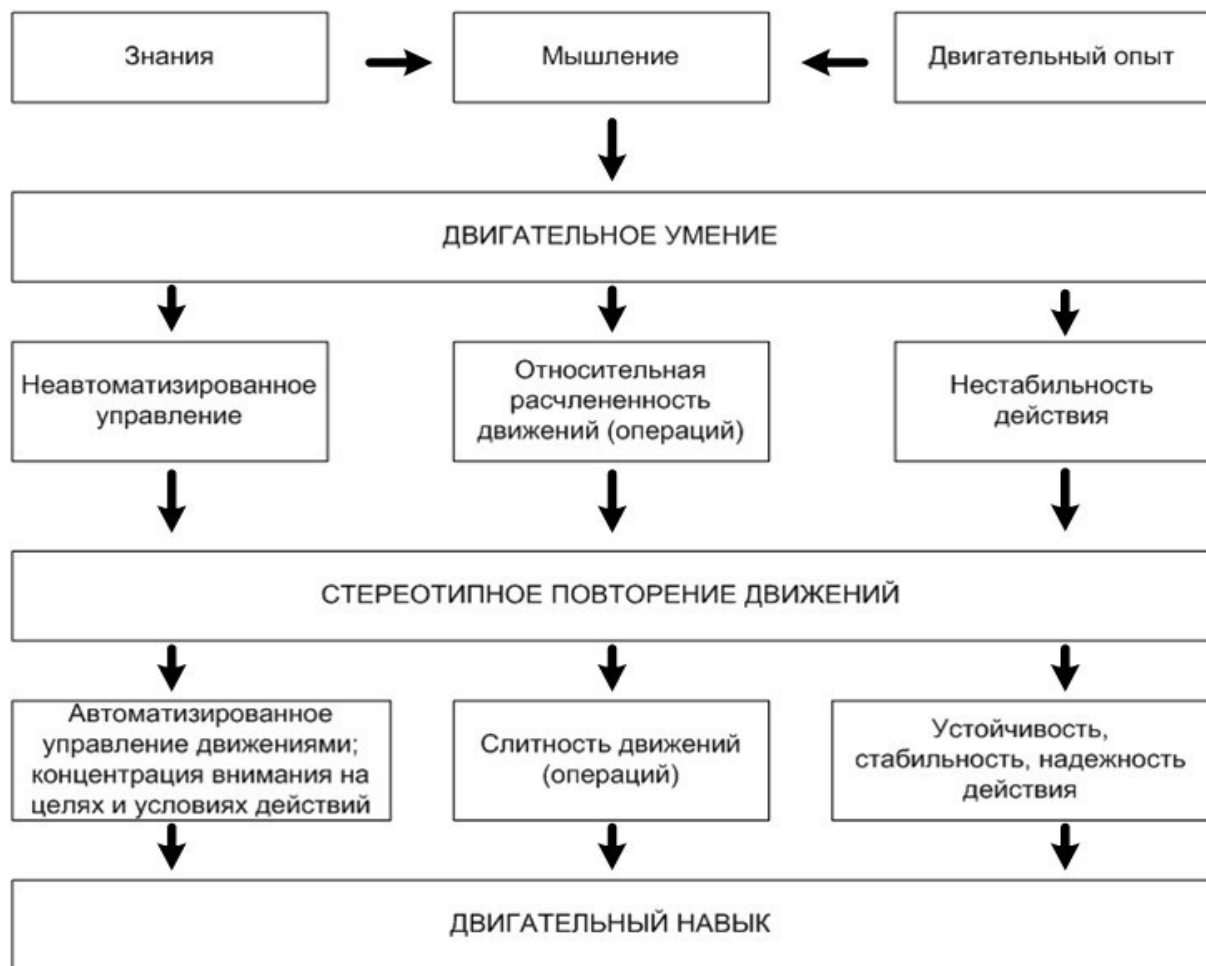 Знания
Мышление
Двигательный опыт
ДВИГАТЕЛЬНОЕ УМЕНИЕ
Неавтоматизированное
управление
Относительная
расчлененность
движений (операций)
Нестабильность
действия
СТЕРЕОТИПНОЕ ПОВТОРЕНИЕ ДВИЖЕНИЙ
Автоматизированное
управление движениями;
концентрация внимания на
целях и условиях действий
Слитность движений
(операций)
Устойчивость,
стабильность, надежность
действия
ДВИГАТЕЛЬНЫЙ НАВЫК